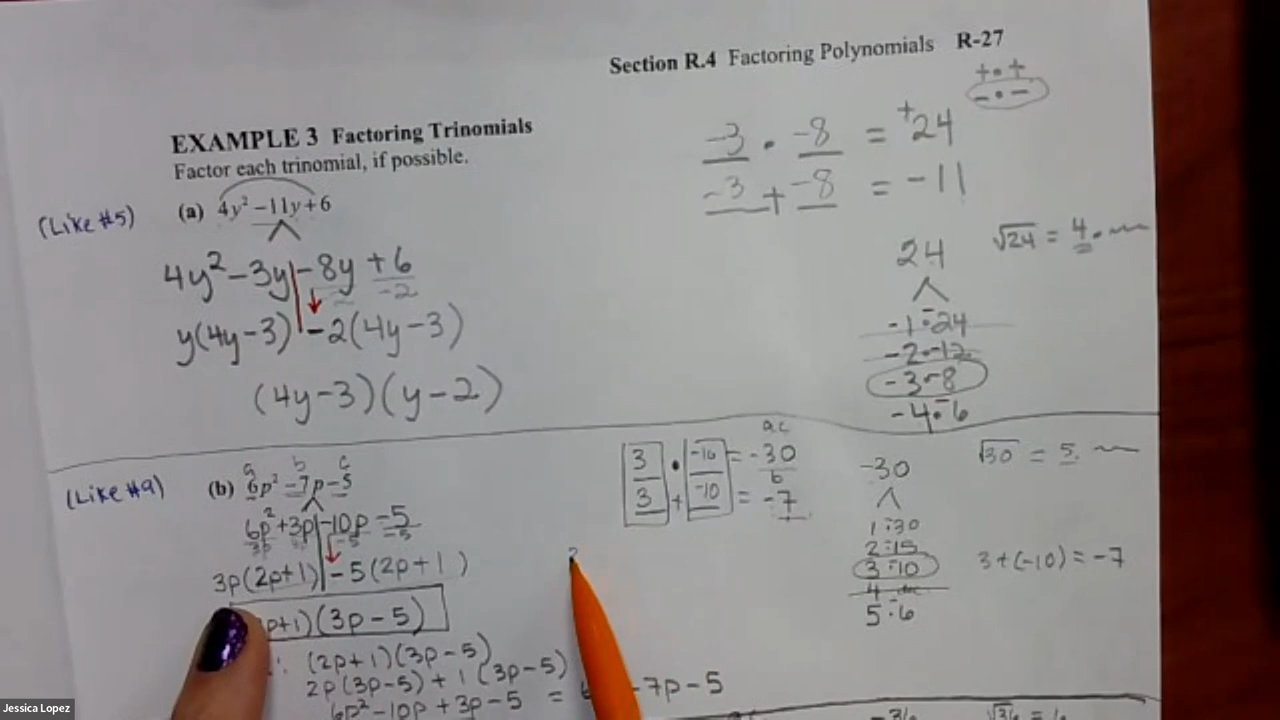 Section R.4 Factoring Polynomials R-27
+·+
-·-
EXAMPLE 3 Factoring Trinomials
Factor each trinomial, if possible.
(Like #5)
(a) 4y² − 11y + 6
4y² − 3y − 8y + 6
-2
y(4y−3) −2(4y−3)
(4y−3)(y−2)
-3 · -8 = +24
-3 + -8 = -11
24
√24 = 4.
-1·-24
-2·-12
-3·-8
-4·-6
(Like #9)
a b c
(b) 6p² − 7p − 5
6p² + 3p − 10p − 5
3p 3p -5 -5
3p(2p+1) −5(2p+1)
p+1)(3p−5)
: (2p+1)(3p−5)
2p(3p−5) + 1(3p−5)
6p² − 10p + 3p − 5 = 6 −7p−5
ac
3 · -10 = -30
b
3 + -10 = -7
-30
√30 = 5.
1·-30
2·-15
3·-10
4
5·-6
3+(-10) = -7
-36
Jessica Lopez